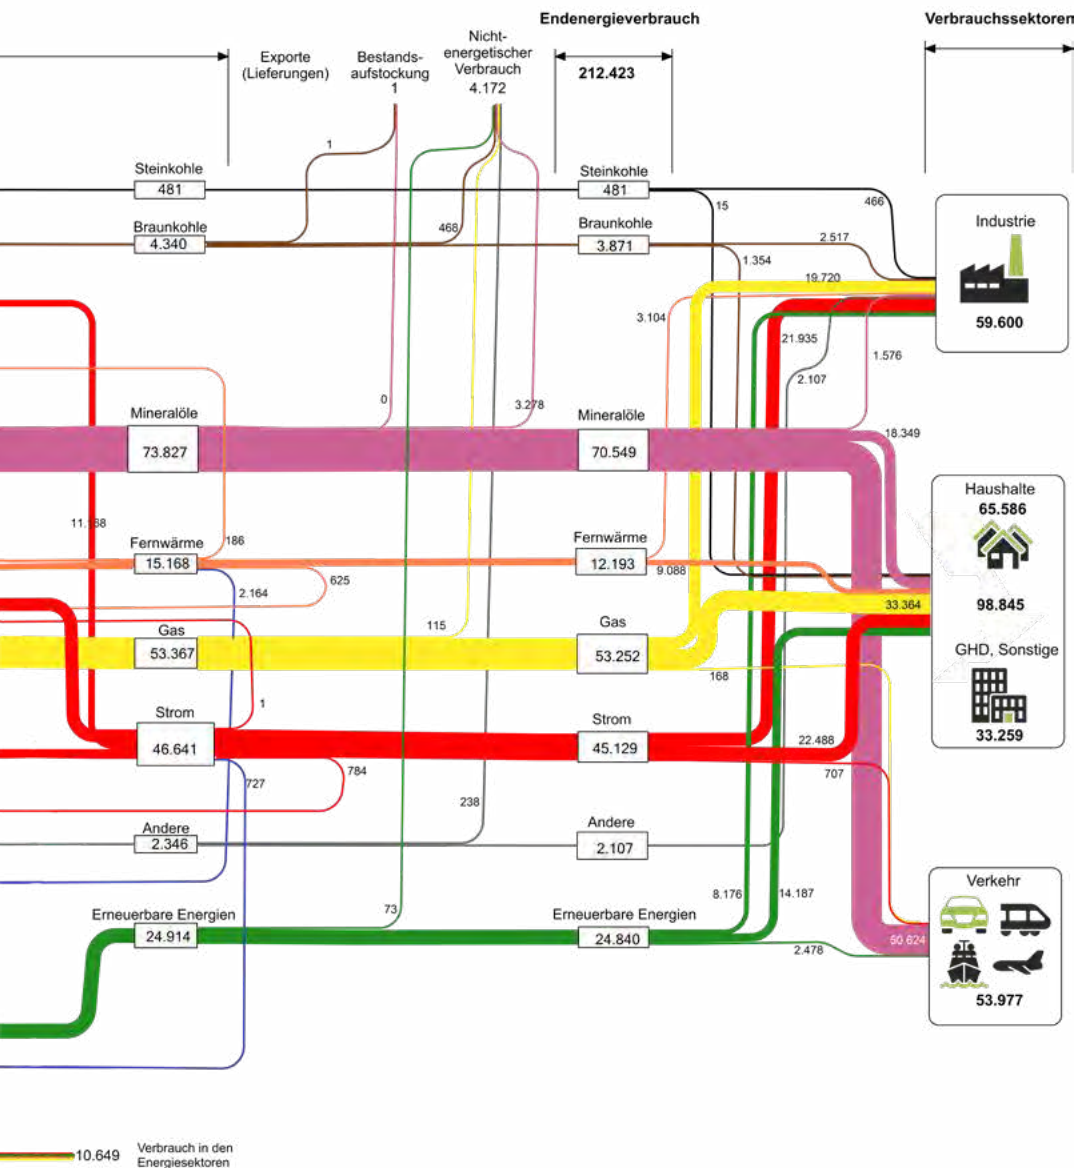 Endenergieverbrauch
Verbrauchssektoren
Nicht-
energetischer
Verbrauch
4.172
Exporte
(Lieferungen)
Bestands-
aufstockung
1
212.423
1
Steinkohle
481
Steinkohle
481
15
466
Braunkohle
4.340
468
Braunkohle
3.871
1.354
2.517
Industrie
59.600
19.720
3.104
21.935
1.576
2.107
0
3.278
Mineralöle
73.827
Mineralöle
70.549
18.349
11.168
186
Fernwärme
15.168
625
2.164
Fernwärme
12.193
9.088
Haushalte
65.586
98.845
GHD, Sonstige
33.259
33.364
115
Gas
53.367
Gas
53.252
168
1
Strom
46.641
784
727
Strom
45.129
22.488
707
238
Andere
2.346
Andere
2.107
8.176
14.187
73
Erneuerbare Energien
24.914
Erneuerbare Energien
24.840
2.478
50.624
Verkehr
53.977
10.649
Verbrauch in den
Energiesektoren